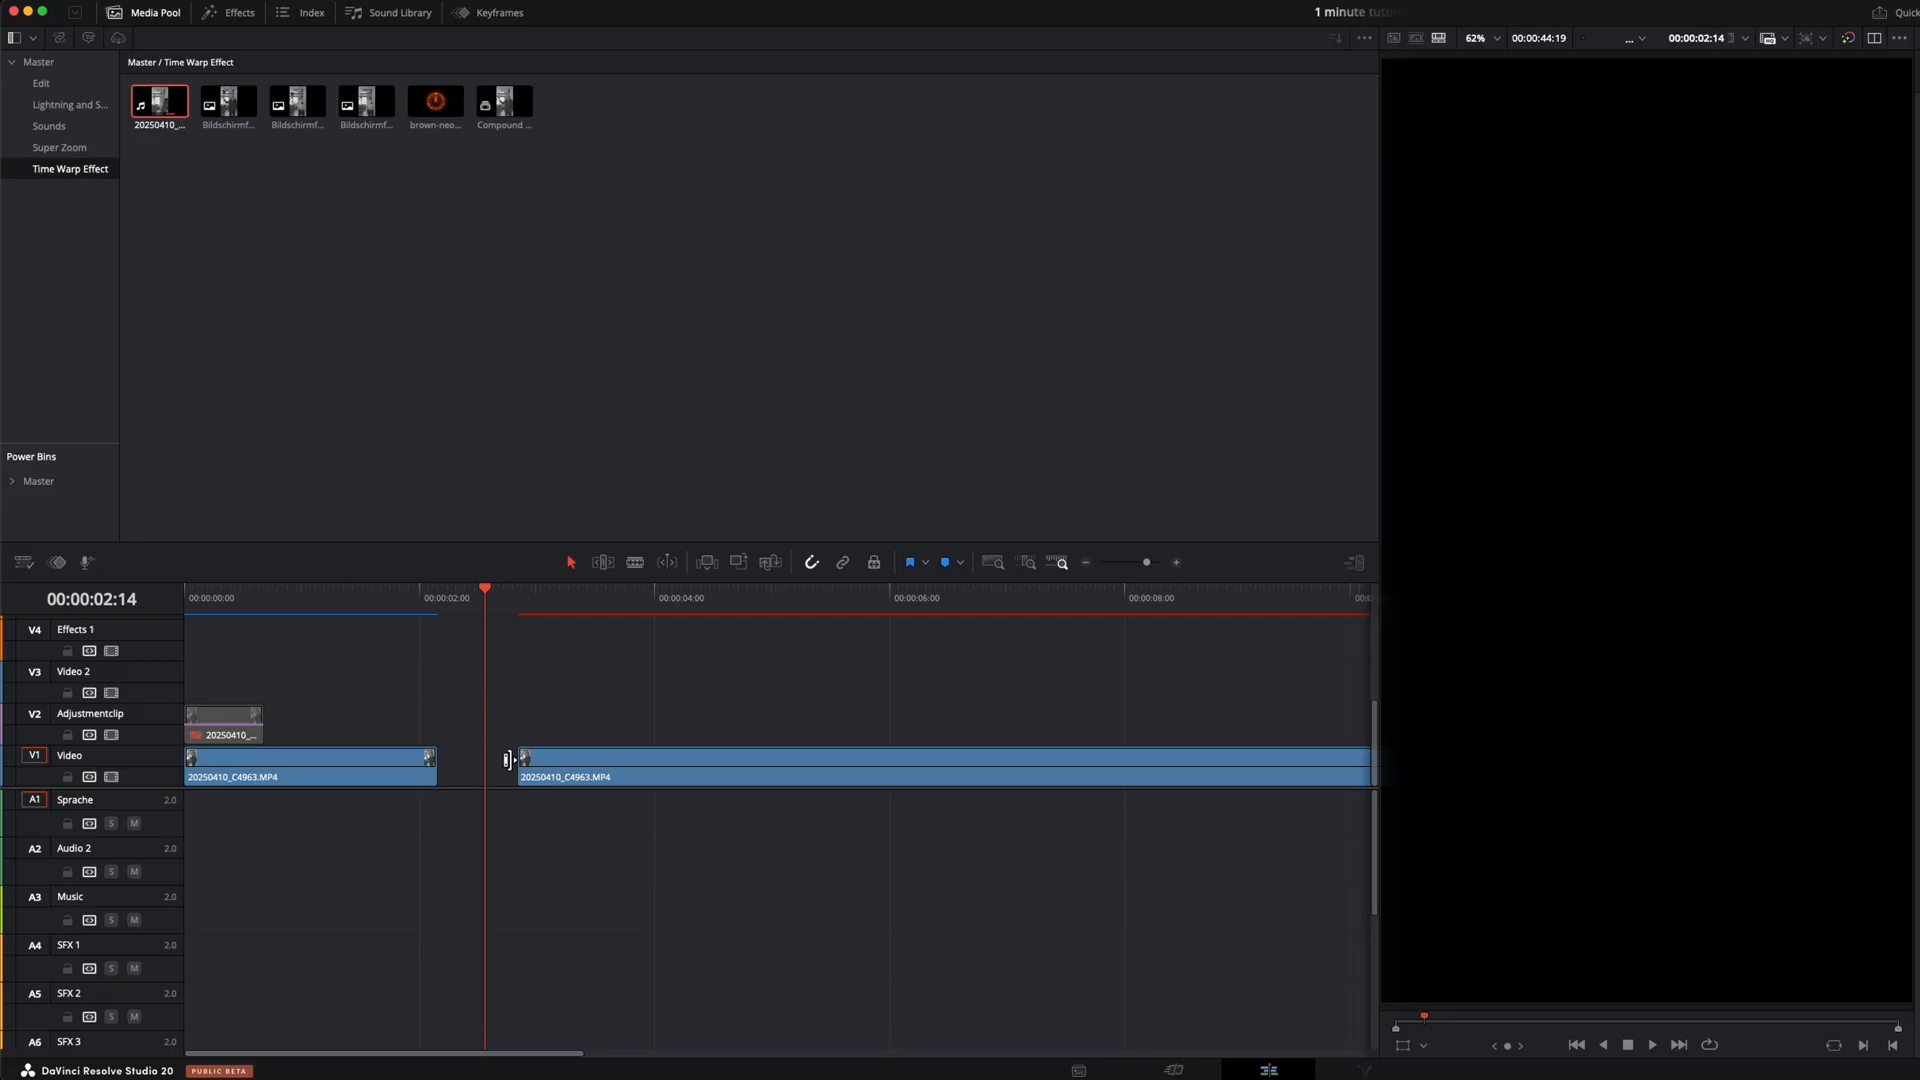 Media Pool
Effects
Index
Sound Library
Keyframes
1 minute tuto
Quick
62%
00:00:44:19
...
00:00:02:14
Master
Edit
Lightning and S...
Sounds
Super Zoom
Time Warp Effect
Master / Time Warp Effect
20250410_...
Bildschirmf...
Bildschirmf...
Bildschirmf...
brown-neo...
Compound ...
Power Bins
Master
00:00:02:14
00:00:00:00
00:00:02:00
00:00:04:00
00:00:06:00
00:00:08:00
00:0
V4 Effects 1
V3 Video 2
V2 Adjustmentclip
20250410_...
V1 Video
20250410_C4963.MP4
20250410_C4963.MP4
A1 Sprache 2.0
S M
A2 Audio 2 2.0
S M
A3 Music 2.0
S M
A4 SFX 1 2.0
S M
A5 SFX 2 2.0
S M
A6 SFX 3 2.0
DaVinci Resolve Studio 20
PUBLIC BETA